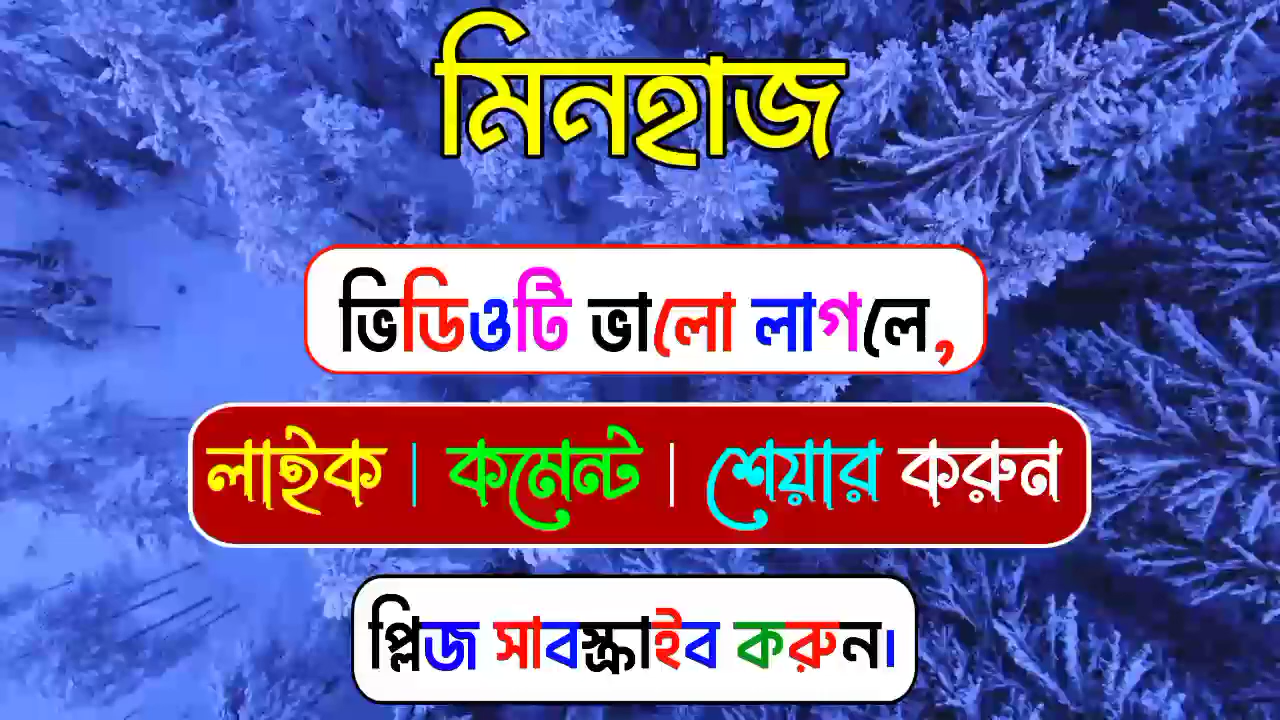 মিনহাজ
ভিডিওটি ভালো লাগলে,
লাইক | কমেন্ট | শেয়ার করুন
প্লিজ সাবস্ক্রাইব করুন।